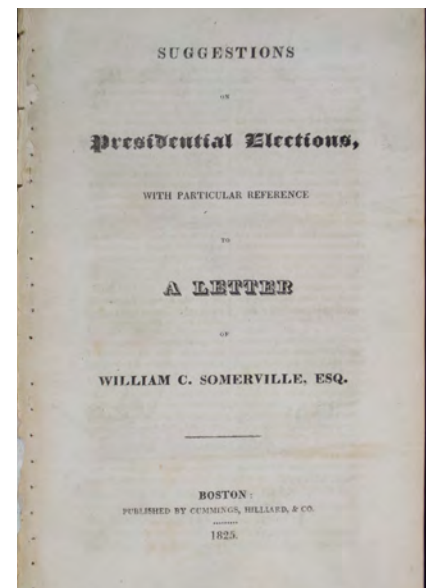 SUGGESTIONS
ON
Presidential Elections,
WITH PARTICULAR REFERENCE
TO
A LETTER
OF
WILLIAM C. SOMERVILLE, ESQ.
BOSTON:
PUBLISHED BY CUMMINGS, HILLIARD, & CO.
1825.